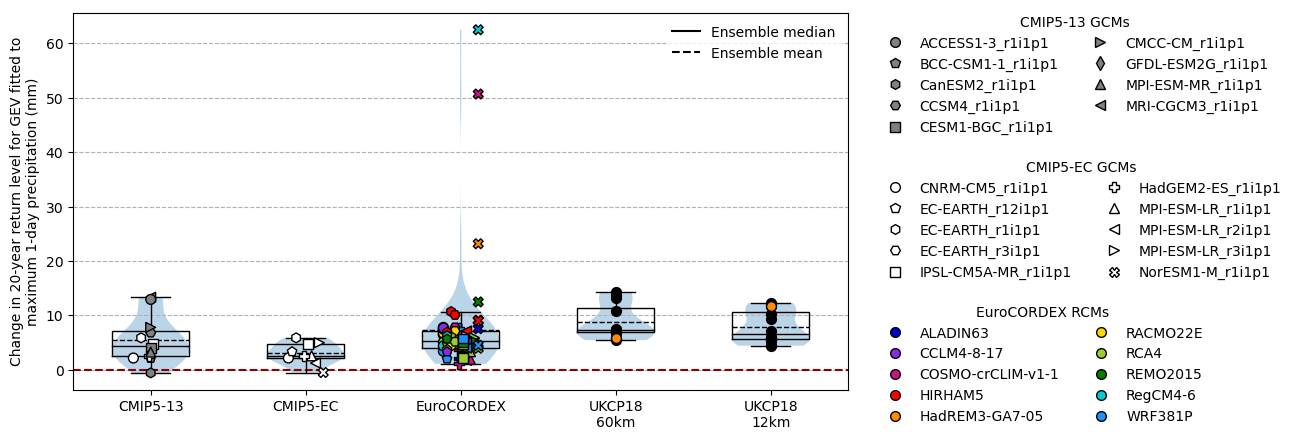 Change in 20-year return level for GEV fitted to
maximum 1-day precipitation (mm)
60
50
40
30
20
10
0
Ensemble median
Ensemble mean
CMIP5-13
CMIP5-EC
EuroCORDEX
UKCP18
60km
UKCP18
12km
CMIP5-13 GCMs
ACCESS1-3_r1i1p1
BCC-CSM1-1_r1i1p1
CanESM2_r1i1p1
CCSM4_r1i1p1
CESM1-BGC_r1i1p1
CMCC-CM_r1i1p1
GFDL-ESM2G_r1i1p1
MPI-ESM-MR_r1i1p1
MRI-CGCM3_r1i1p1
CMIP5-EC GCMs
CNRM-CM5_r1i1p1
EC-EARTH_r12i1p1
EC-EARTH_r1i1p1
EC-EARTH_r3i1p1
IPSL-CM5A-MR_r1i1p1
HadGEM2-ES_r1i1p1
MPI-ESM-LR_r1i1p1
MPI-ESM-LR_r2i1p1
MPI-ESM-LR_r3i1p1
NorESM1-M_r1i1p1
EuroCORDEX RCMs
ALADIN63
CCLM4-8-17
COSMO-crCLIM-v1-1
HIRHAM5
HadREM3-GA7-05
RACMO22E
RCA4
REMO2015
RegCM4-6
WRF381P